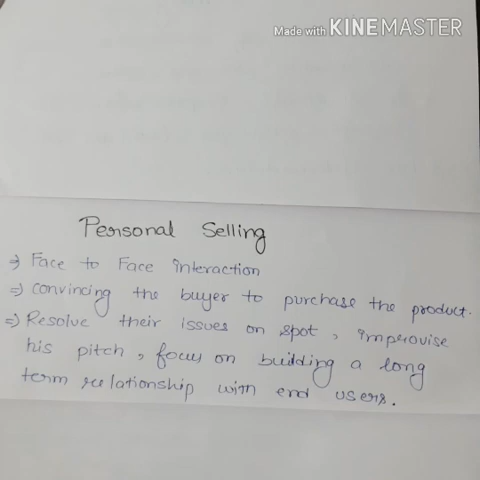 Made with KINEMASTER
Personal Selling
⇒ Face to Face interaction
⇒ convincing the buyer to purchase the product.
⇒ Resolve their issues on spot, improvise
his pitch, focus on building a long
term relationship with end users.